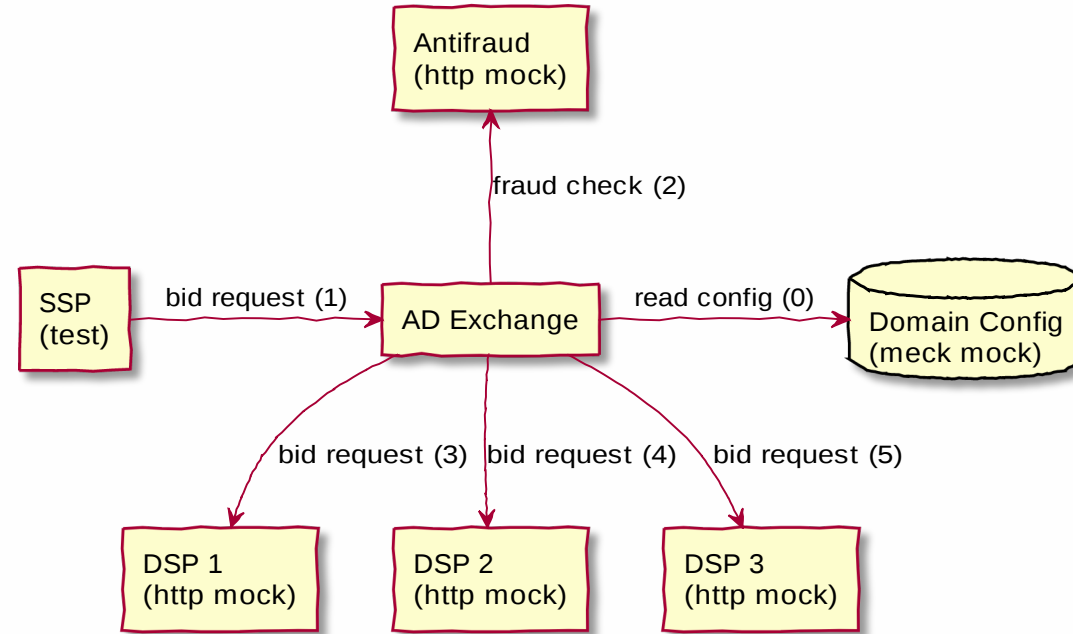 Antifraud
(http mock)
fraud check (2)
SSP
(test)
bid request (1)
AD Exchange
read config (0)
Domain Config
(meck mock)
bid request (3)
bid request (4)
bid request (5)
DSP 1
(http mock)
DSP 2
(http mock)
DSP 3
(http mock)